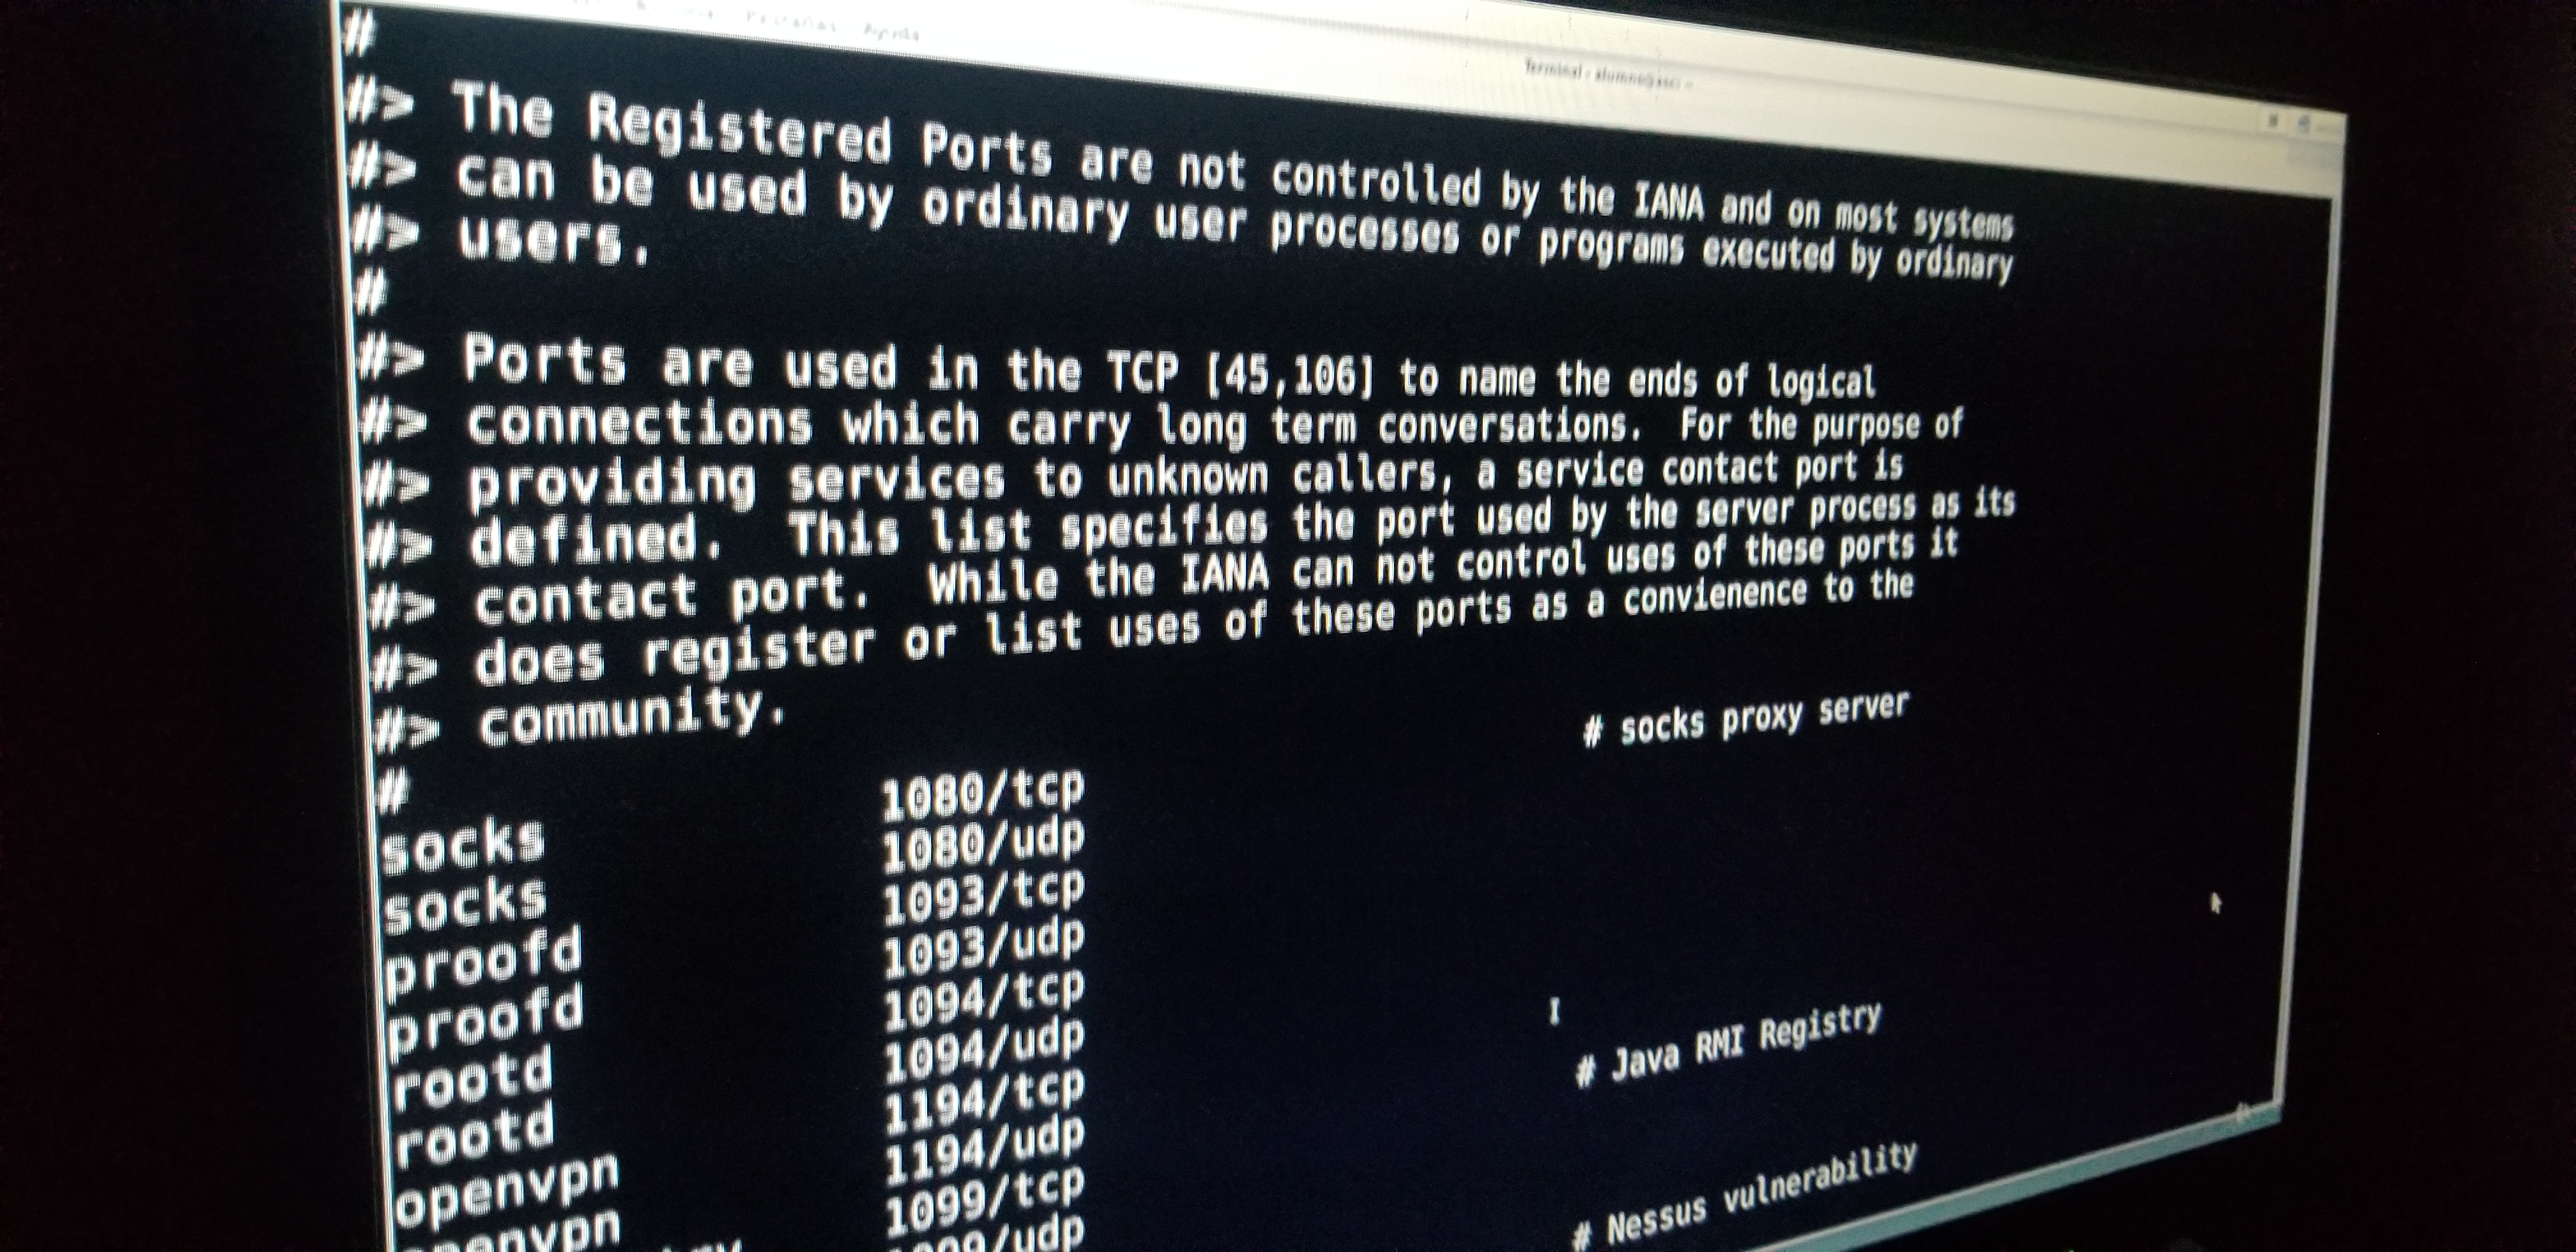 Pestañas Ayuda
Terminal -
#
#> The Registered Ports are not controlled by the IANA and on most systems
#> can be used by ordinary user processes or programs executed by ordinary
#> users.
#
#> Ports are used in the TCP [45,106] to name the ends of logical
#> connections which carry long term conversations. For the purpose of
#> providing services to unknown callers, a service contact port is
#> defined. This list specifies the port used by the server process as its
#> contact port. While the IANA can not control uses of these ports it
#> does register or list uses of these ports as a convienence to the
#> community.
#
socks 1080/tcp # socks proxy server
socks 1080/udp
proofd 1093/tcp
proofd 1093/udp
rootd 1094/tcp
rootd 1094/udp
openvpn 1194/tcp
openvpn 1194/udp
1099/tcp # Java RMI Registry
1099/udp
# Nessus vulnerability